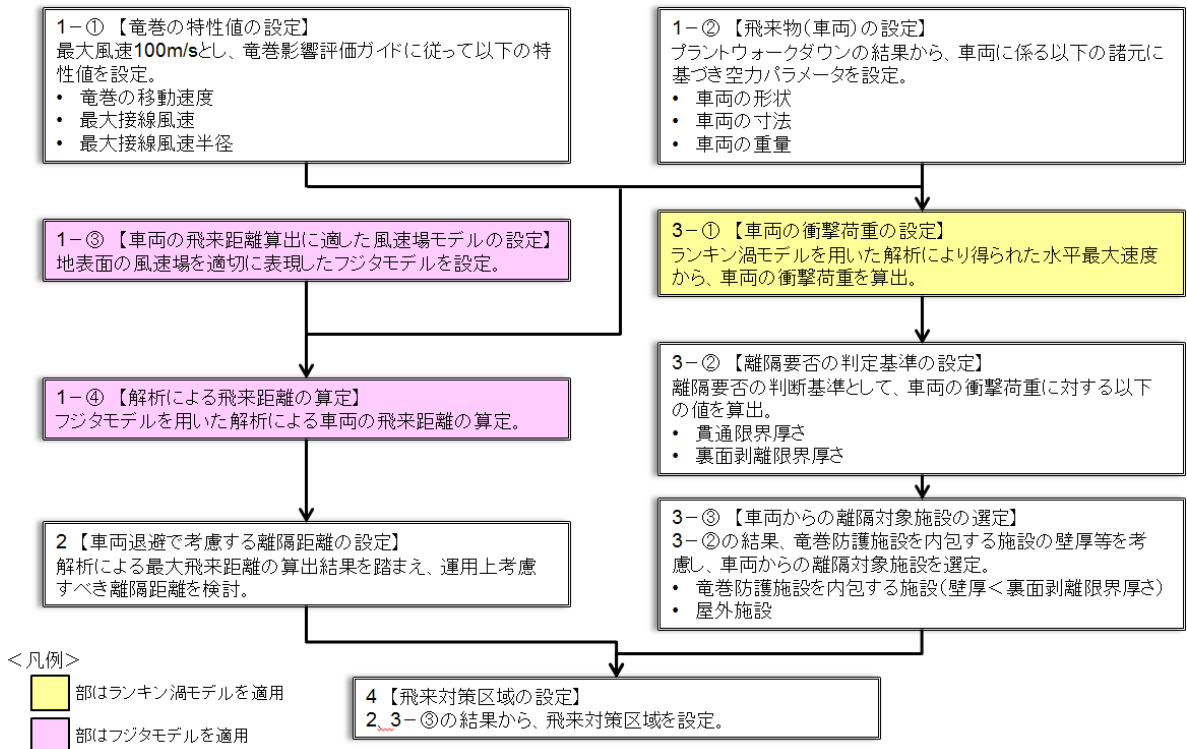 1－① 【竜巻の特性値の設定】
最大風速100m/sとし、竜巻影響評価ガイドに従って以下の特
性値を設定。
• 竜巻の移動速度
• 最大接線風速
• 最大接線風速半径
1－② 【飛来物(車両)の設定】
プラントウォークダウンの結果から、車両に係る以下の諸元に
基づき空力パラメータを設定。
• 車両の形状
• 車両の寸法
• 車両の重量
1－③ 【車両の飛来距離算出に適した風速場モデルの設定】
地表面の風速場を適切に表現したフジタモデルを設定。
3－① 【車両の衝撃荷重の設定】
ランキン渦モデルを用いた解析により得られた水平最大速度
から、車両の衝撃荷重を算出。
1－④ 【解析による飛来距離の算定】
フジタモデルを用いた解析による車両の飛来距離の算定。
3－② 【離隔要否の判定基準の設定】
離隔要否の判断基準として、車両の衝撃荷重に対する以下
の値を算出。
• 貫通限界厚さ
• 裏面剥離限界厚さ
2 【車両退避で考慮する離隔距離の設定】
解析による最大飛来距離の算出結果を踏まえ、運用上考慮
すべき離隔距離を検討。
3－③ 【車両からの離隔対象施設の選定】
3－②の結果、竜巻防護施設を内包する施設の壁厚等を考
慮し、車両からの離隔対象施設を選定。
• 竜巻防護施設を内包する施設(壁厚＜裏面剥離限界厚さ)
• 屋外施設
4 【飛来対策区域の設定】
2、3－③の結果から、飛来対策区域を設定。
＜凡例＞
部はランキン渦モデルを適用
部はフジタモデルを適用